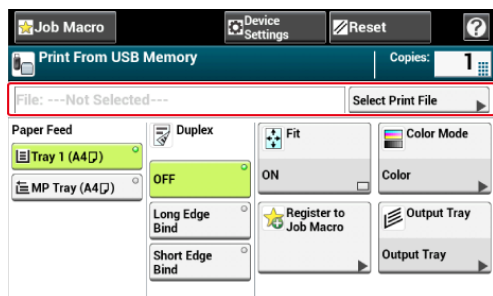 Job Macro
Device
Settings
Reset
Print From USB
Memory
Copies:
1
File: ---Not Selected---
Select Print File
Paper Feed
Tray 1 (A4)
MP Tray (A4)
Duplex
OFF
Long Edge
Bind
Short Edge
Bind
Fit
ON
Register to
Job Macro
Color Mode
Color
Output Tray
Output Tray